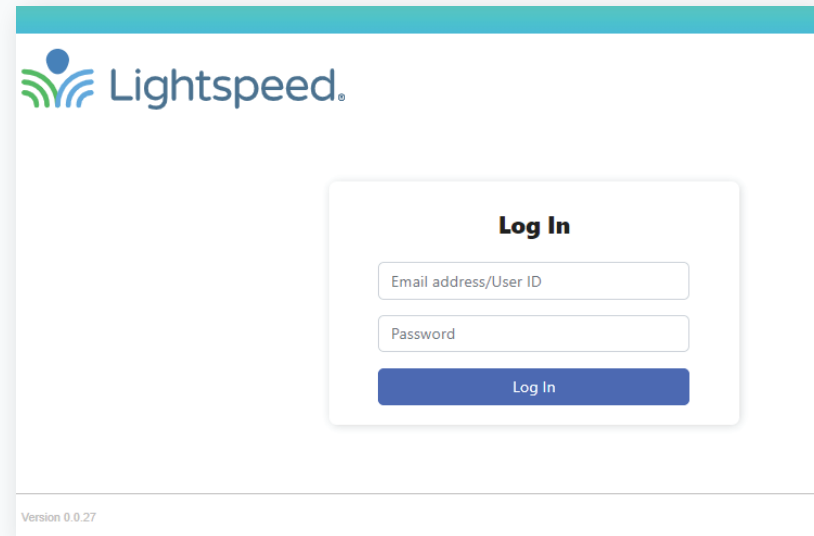 Lightspeed®
Log In
Email address/User ID
Password
Log In
Version 0.0.27